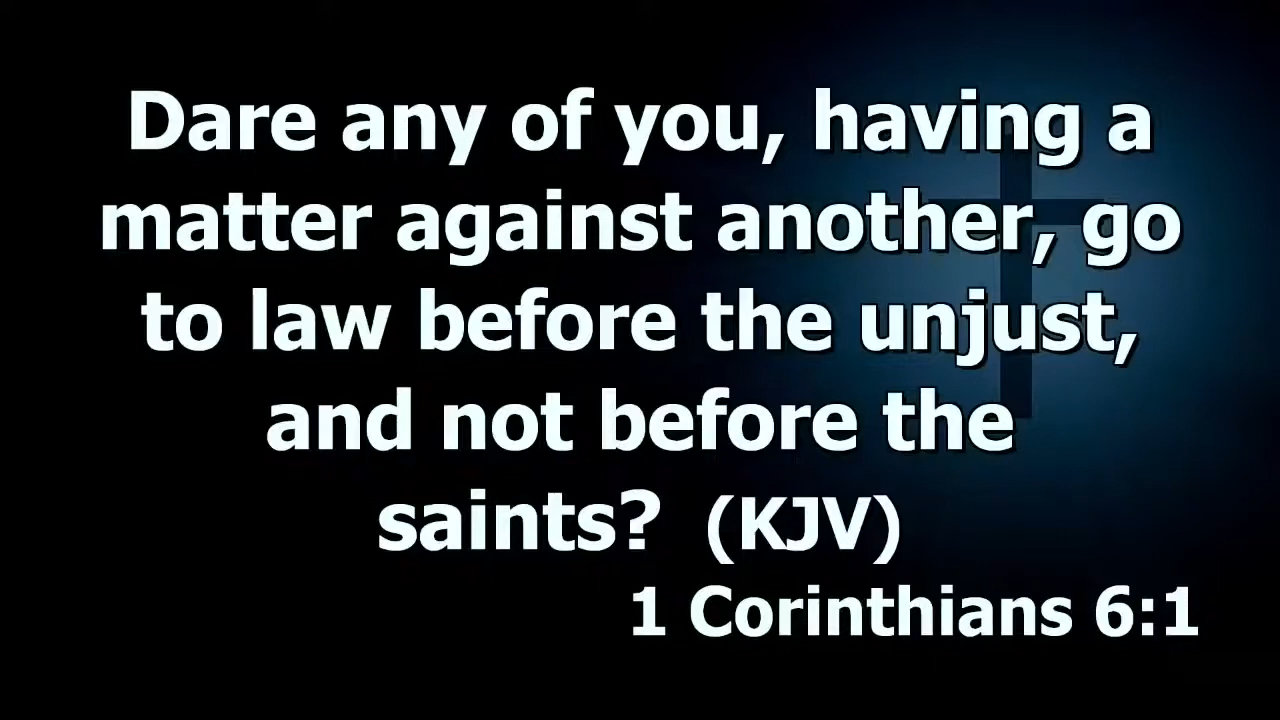 Dare any of you, having a
matter against another, go
to law before the unjust,
and not before the
saints? (KJV)
1 Corinthians 6:1